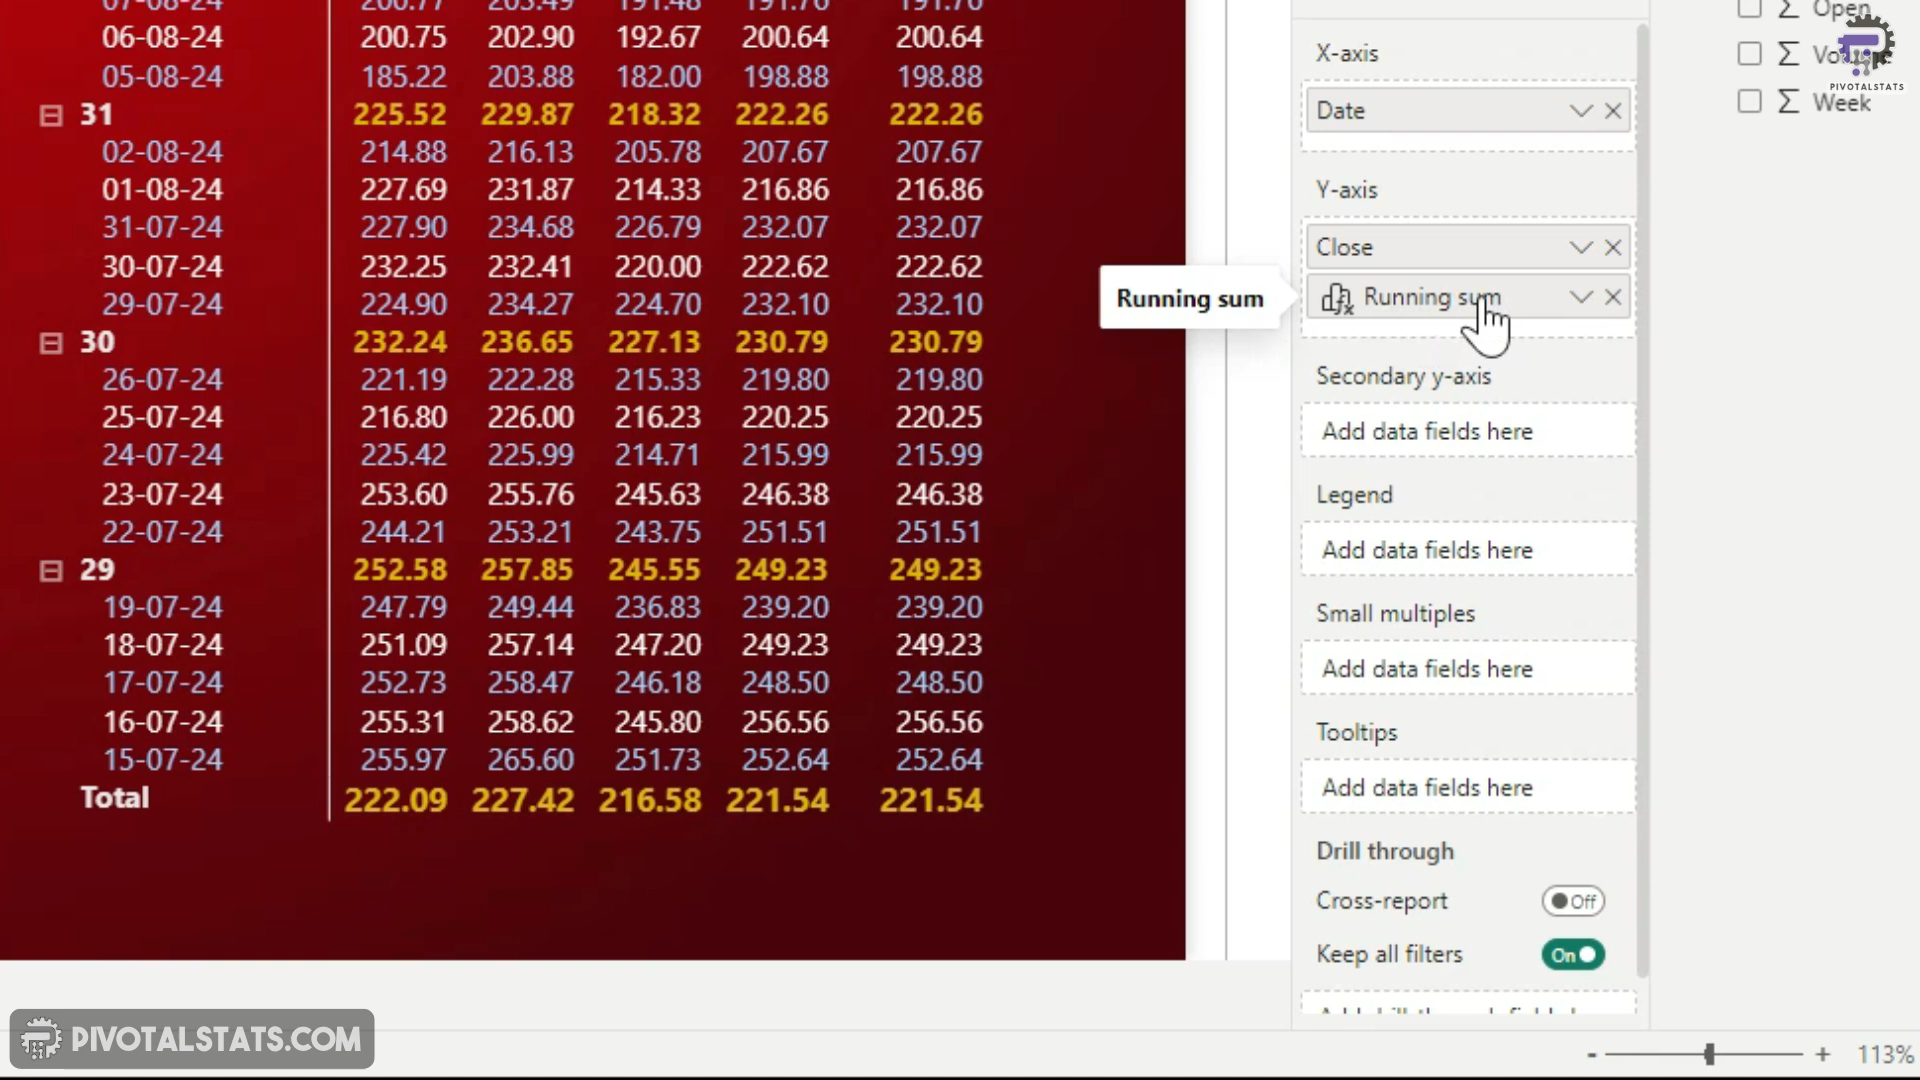 06-08-24 200.75 202.90 192.67 200.64 200.64
05-08-24 185.22 203.88 182.00 198.88 198.88
31 225.52 229.87 218.32 222.26 222.26
02-08-24 214.88 216.13 205.78 207.67 207.67
01-08-24 227.69 231.87 214.33 216.86 216.86
31-07-24 227.90 234.68 226.79 232.07 232.07
30-07-24 232.25 232.41 220.00 222.62 222.62
29-07-24 224.90 234.27 224.70 232.10 232.10
30 232.24 236.65 227.13 230.79 230.79
26-07-24 221.19 222.28 215.33 219.80 219.80
25-07-24 216.80 226.00 216.23 220.25 220.25
24-07-24 225.42 225.99 214.71 215.99 215.99
23-07-24 253.60 255.76 245.63 246.38 246.38
22-07-24 244.21 253.21 243.75 251.51 251.51
29 252.58 257.85 245.55 249.23 249.23
19-07-24 247.79 249.44 236.83 239.20 239.20
18-07-24 251.09 257.14 247.20 249.23 249.23
17-07-24 252.73 258.47 246.18 248.50 248.50
16-07-24 255.31 258.62 245.80 256.56 256.56
15-07-24 255.97 265.60 251.73 252.64 252.64
Total 222.09 227.42 216.58 221.54 221.54
Running sum
X-axis
Date
Y-axis
Close
Running sum
Secondary y-axis
Add data fields here
Legend
Add data fields here
Small multiples
Add data fields here
Tooltips
Add data fields here
Drill through
Cross-report
Off
Keep all filters
On
Σ Open
Σ
Σ Week
PIVOTALSTATS
PIVOTALSTATS.COM
- + 113%